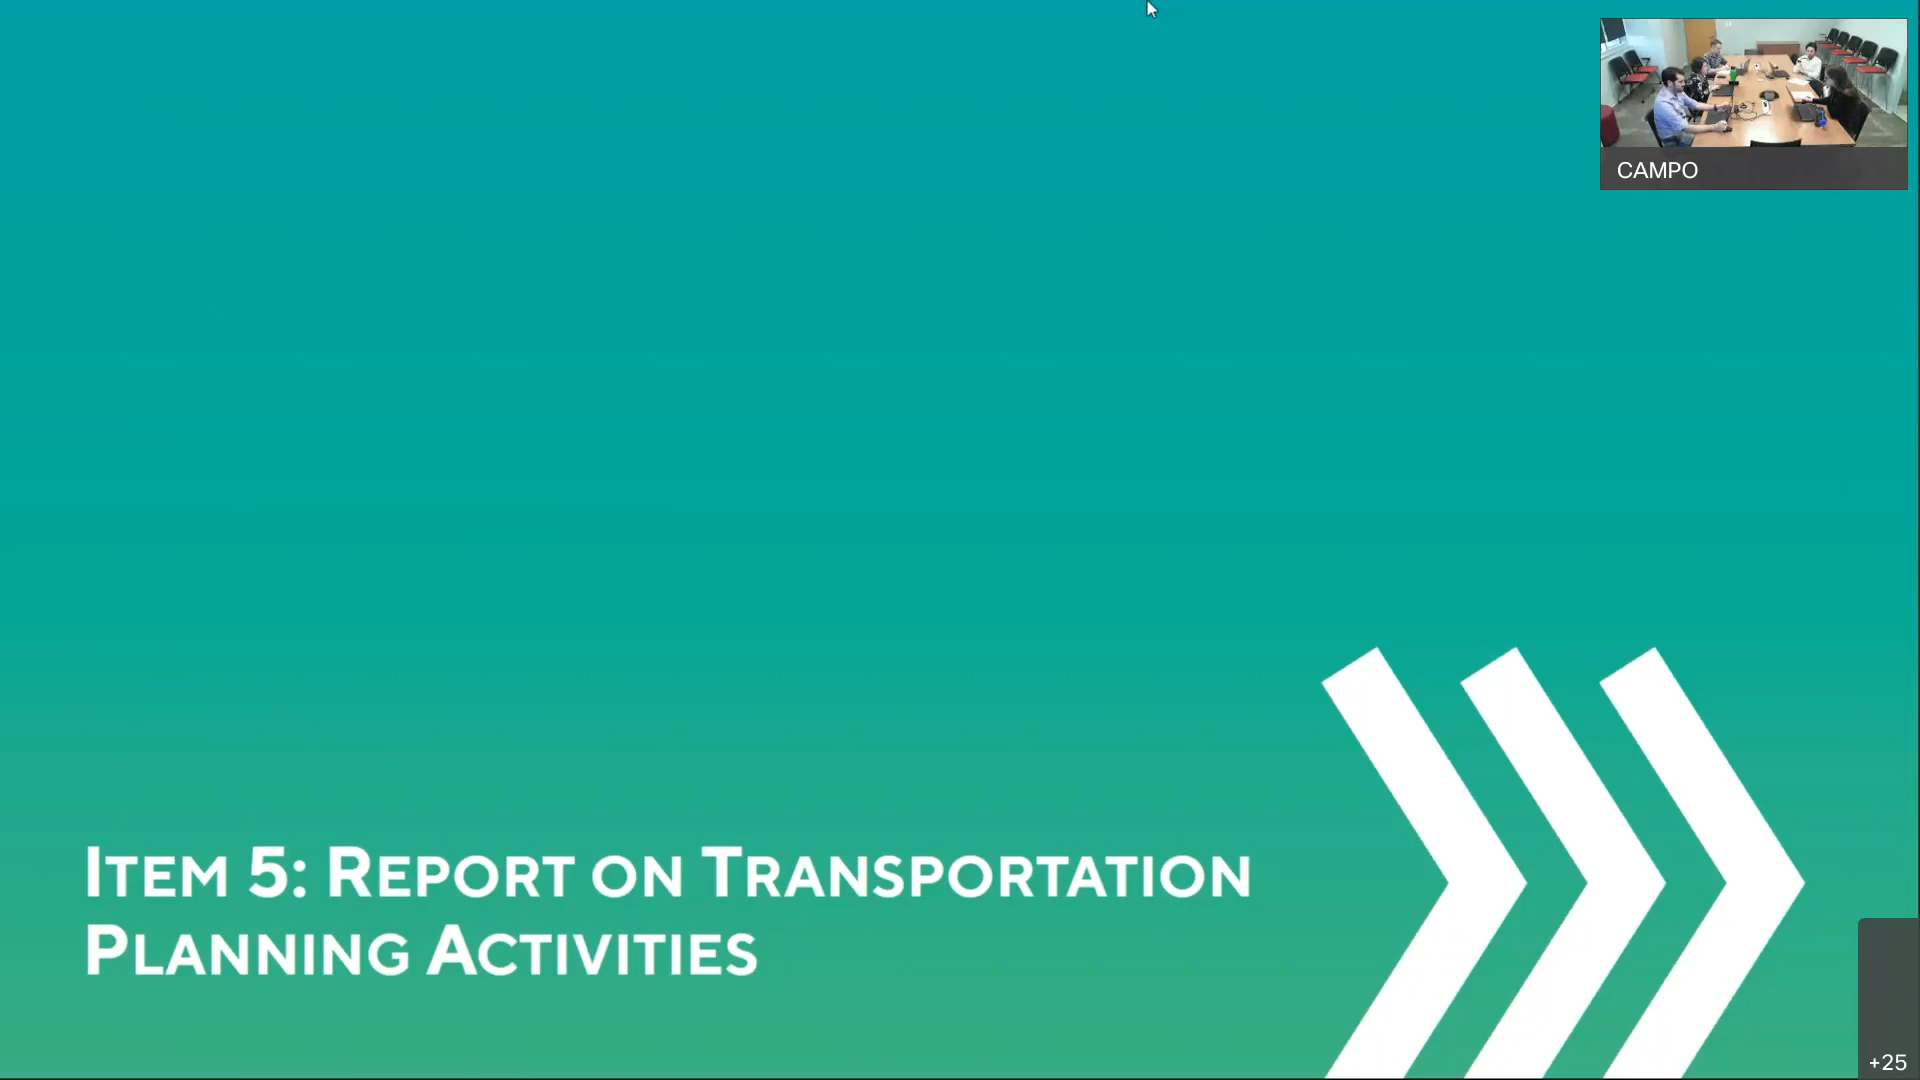 CAMPO
ITEM 5: REPORT ON TRANSPORTATION
PLANNING ACTIVITIES
+25